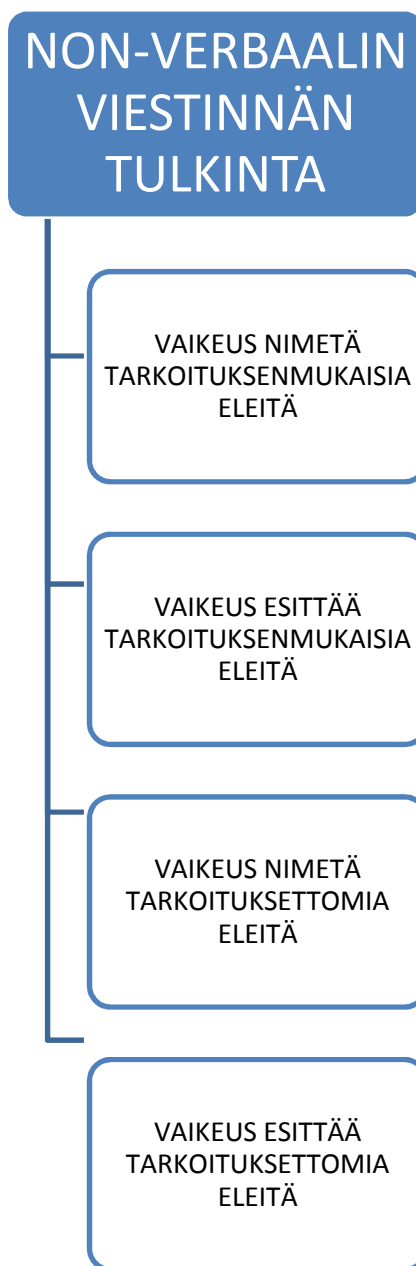 NON-VERBAALIN
VIESTINNÄN
TULKINTA
VAIKEUS NIMETÄ
TARKOITUKSENMUKAISIA
ELEITÄ
VAIKEUS ESITTÄÄ
TARKOITUKSENMUKAISIA
ELEITÄ
VAIKEUS NIMETÄ
TARKOITUKSETTOMIA
ELEITÄ
VAIKEUS ESITTÄÄ
TARKOITUKSETTOMIA
ELEITÄ